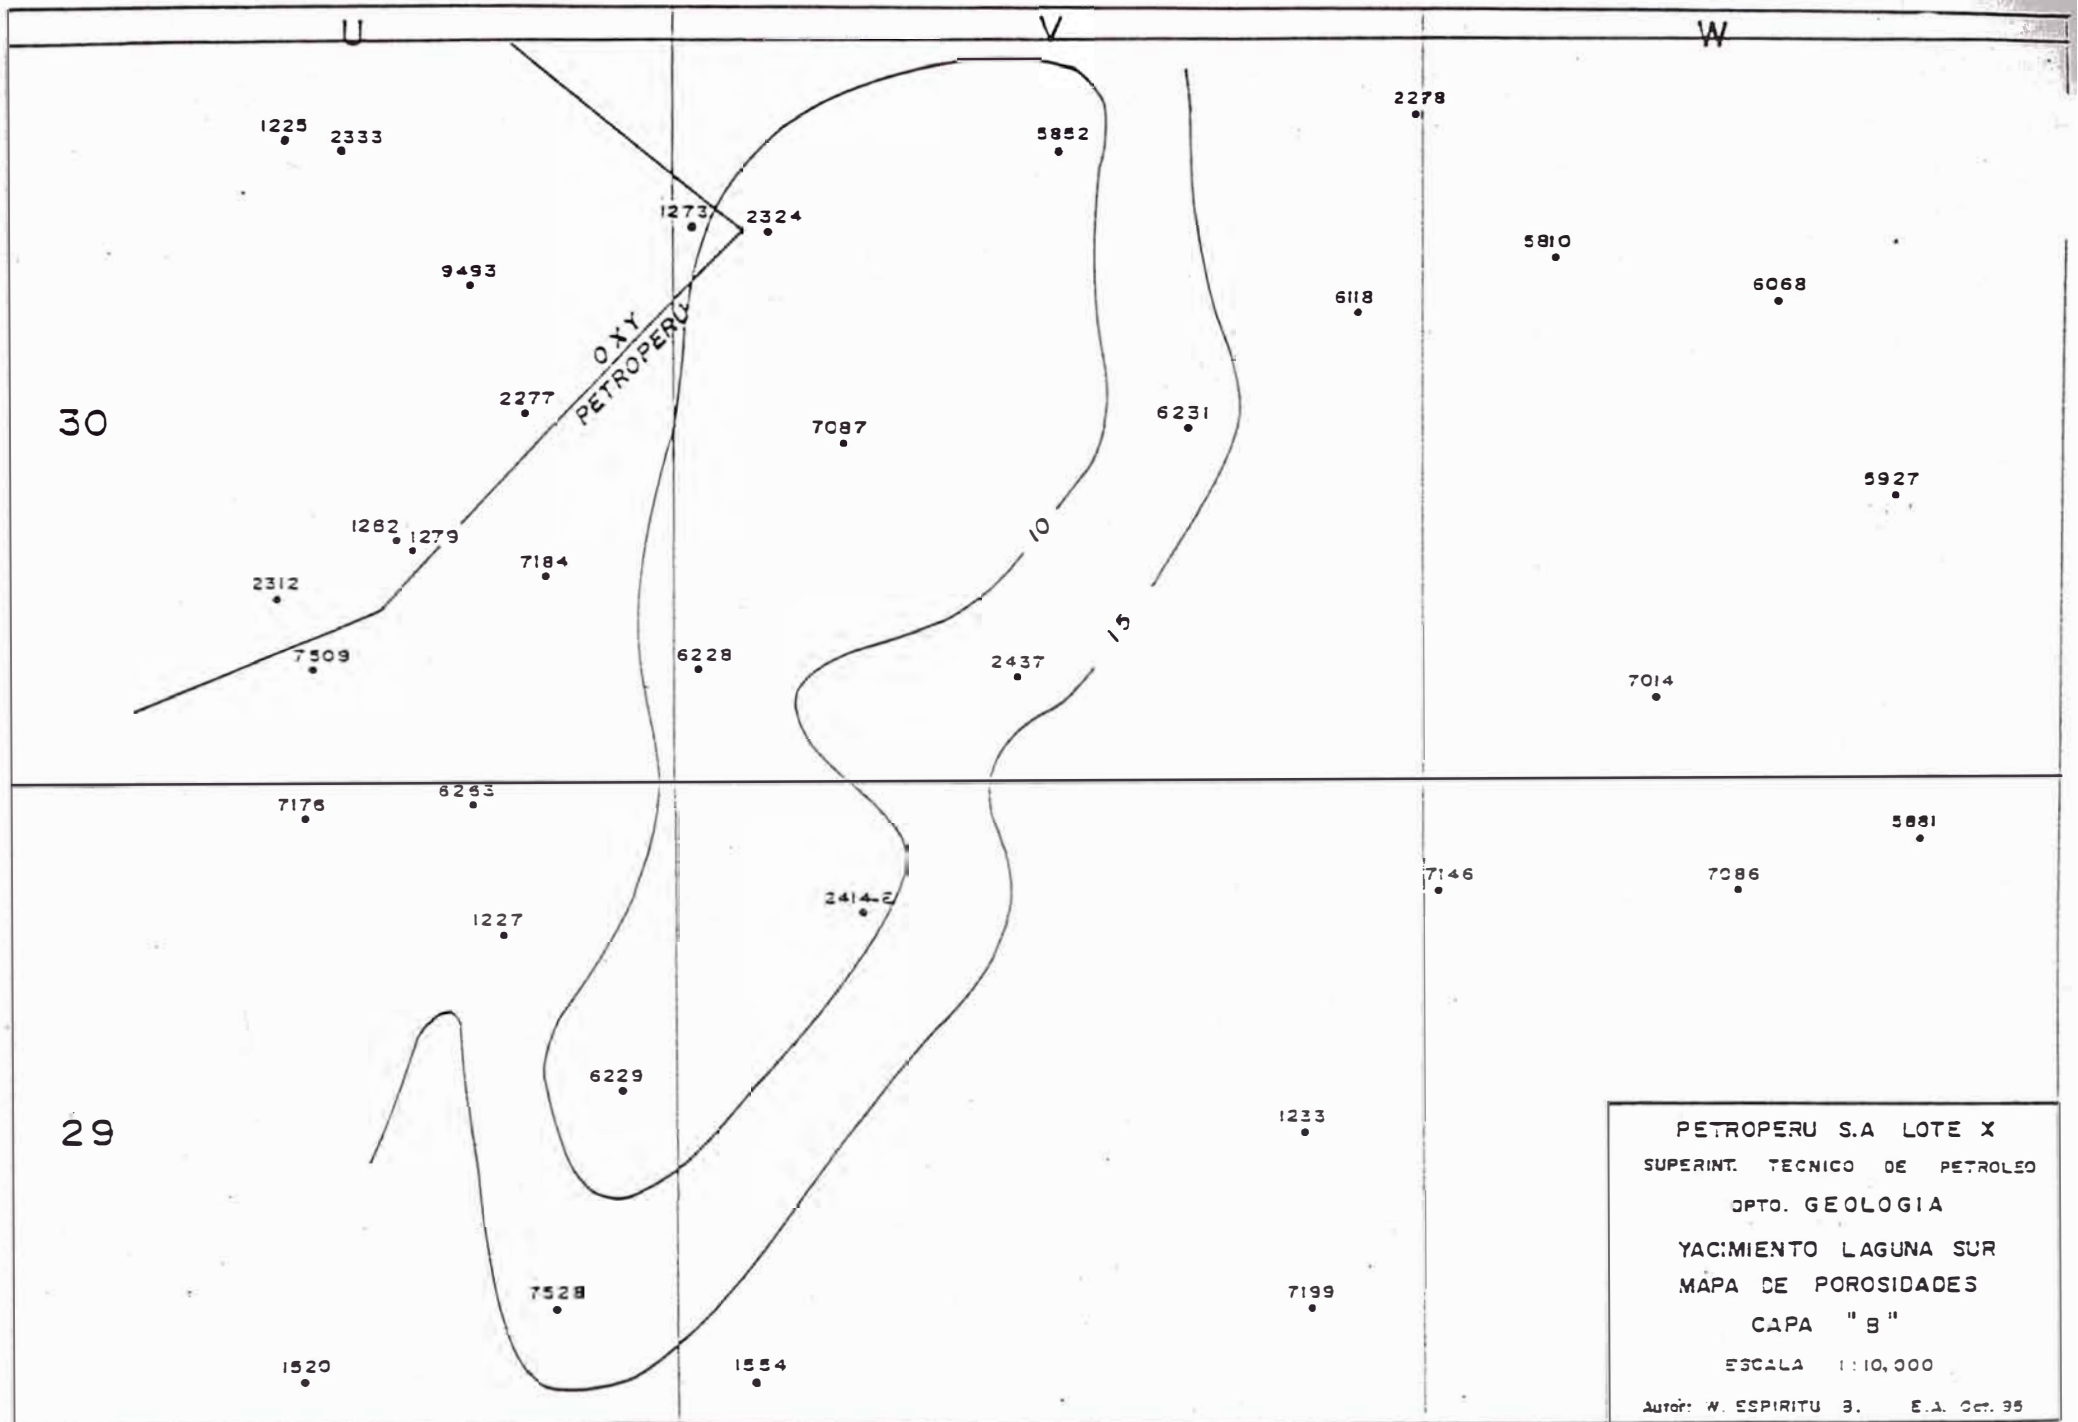 U V W
2278
1225 2333 5852
1273 2324
5810
9493 6068
6118
OXY
PETROPERU
2277
30 7087 6231
5927
1262 1279 10
7184
2312
15
7509 6228 2437
7014
7176 6263
5881
7146 7086
2414-E
1227
6229
1233
29
7528 7199
1520 1554
PETROPERU S.A LOTE X
SUPERINT. TECNICO DE PETROLEO
DPTO. GEOLOGIA
YACIMIENTO LAGUNA SUR
MAPA DE POROSIDADES
CAPA "B"
ESCALA 1:10,000
Autor: W. ESPIRITU B. E.A. Oct. 95